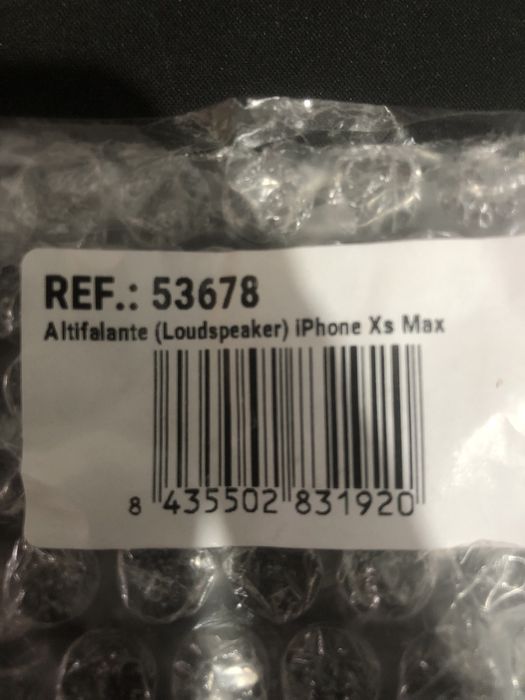 REF.: 53678
Altifalante (Loudspeaker) iPhone Xs Max
8 435502 831920